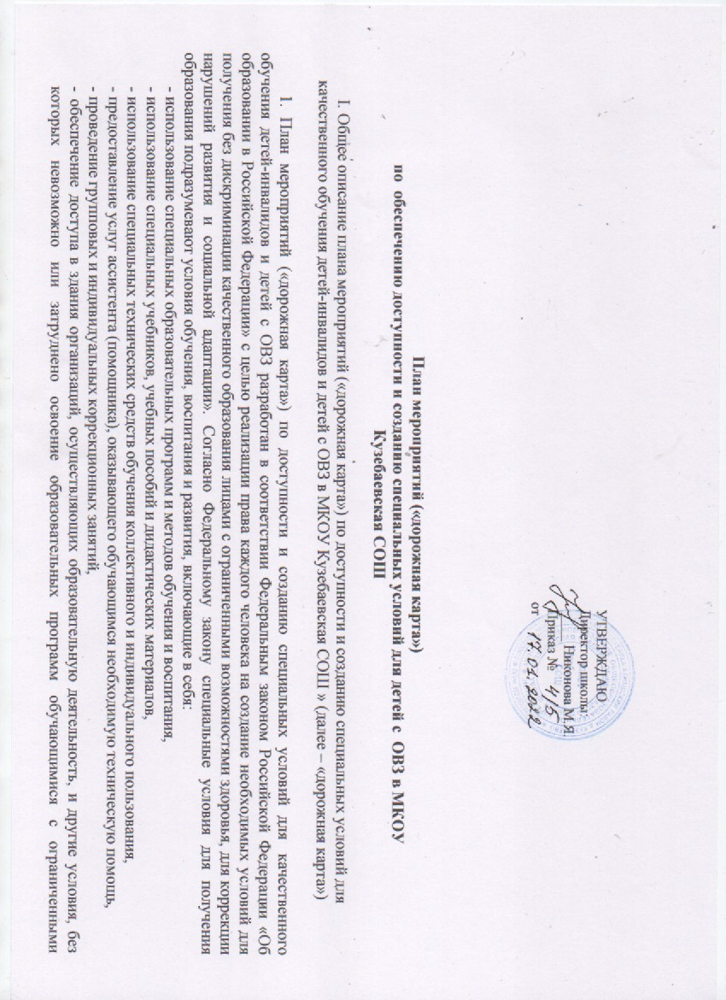 УТВЕРЖДАЮ
Директор школы:
Никонова М.Я
Приказ № 4/5
от 17.01.2022
План мероприятий («дорожная карта»)
по обеспечению доступности и созданию специальных условий для детей с ОВЗ в МКОУ
Кузебаевская СОШ
I. Общее описание плана мероприятий («дорожная карта») по доступности и созданию специальных условий для
качественного обучения детей-инвалидов и детей с ОВЗ в МКОУ Кузебаевская СОШ » (далее – «дорожная карта»)
1. План мероприятий («дорожная карта») по доступности и созданию специальных условий для качественного
обучения детей-инвалидов и детей с ОВЗ разработан в соответствии Федеральным законом Российской Федерации «Об
образовании в Российской Федерации» с целью реализации права каждого человека на создание необходимых условий для
получения без дискриминации качественного образования лицами с ограниченными возможностями здоровья, для коррекции
нарушений развития и социальной адаптации». Согласно Федеральному закону специальные условия для получения
образования подразумевают условия обучения, воспитания и развития, включающие в себя:
- использование специальных образовательных программ и методов обучения и воспитания,
- использование специальных учебников, учебных пособий и дидактических материалов,
- использование специальных технических средств обучения коллективного и индивидуального пользования,
- предоставление услуг ассистента (помощника), оказывающего обучающимся необходимую техническую помощь,
- проведение групповых и индивидуальных коррекционных занятий,
- обеспечение доступа в здания организаций, осуществляющих образовательную деятельность, и другие условия, без
которых невозможно или затруднено освоение образовательных программ обучающимися с ограниченными